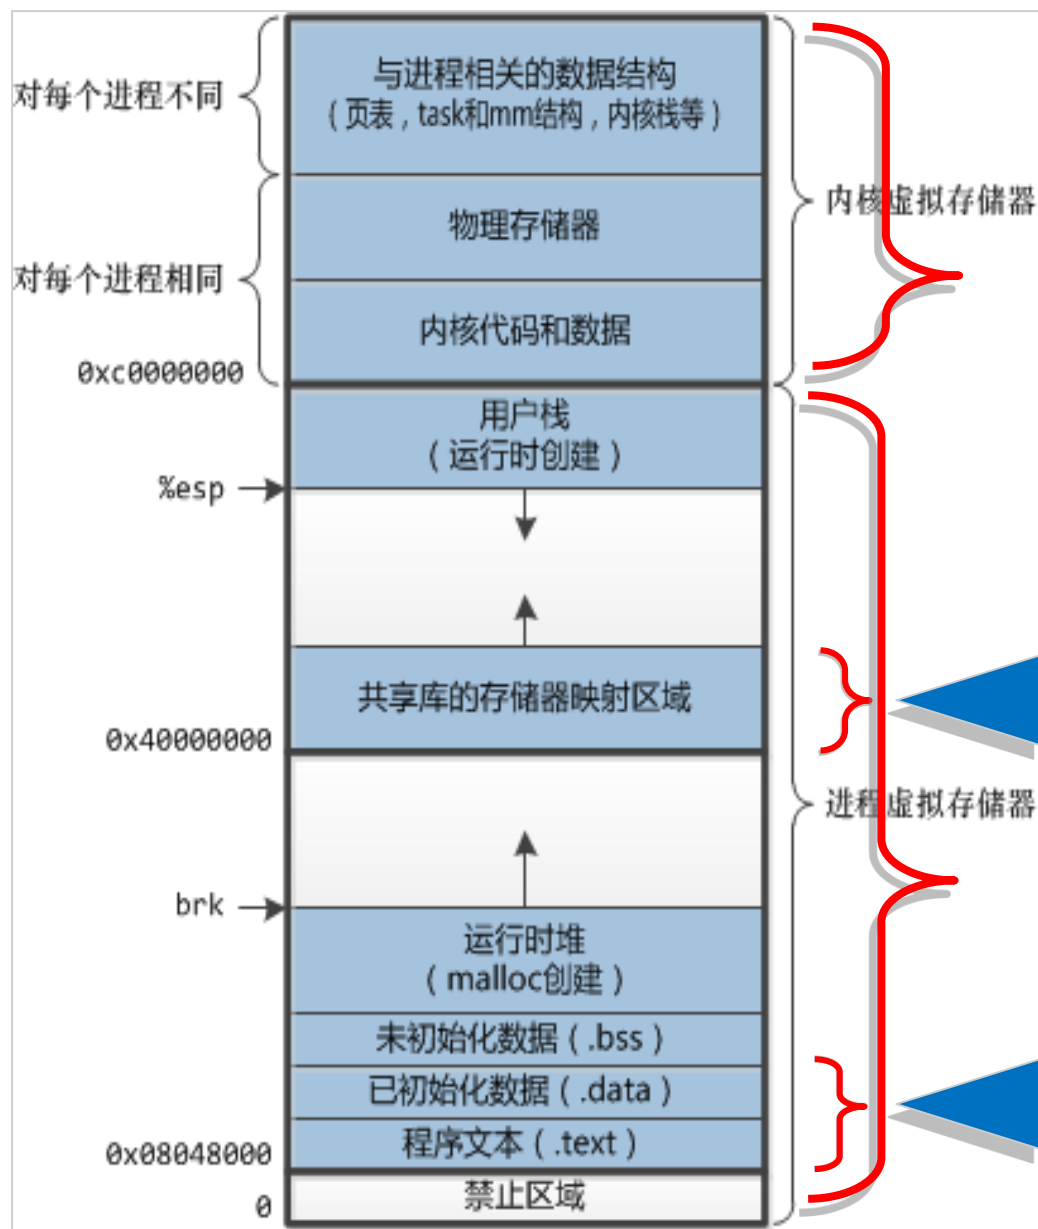 与进程相关的数据结构
（页表，task和mm结构，内核栈等）
对每个进程不同
内核虚拟存储器
物理存储器
对每个进程相同
内核代码和数据
0xc0000000
用户栈
（运行时创建）
%esp
共享库的存储器映射区域
0x40000000
进程虚拟存储器
brk
运行时堆
（malloc创建）
未初始化数据（.bss）
已初始化数据（.data）
程序文本（.text）
0x08048000
禁止区域
0